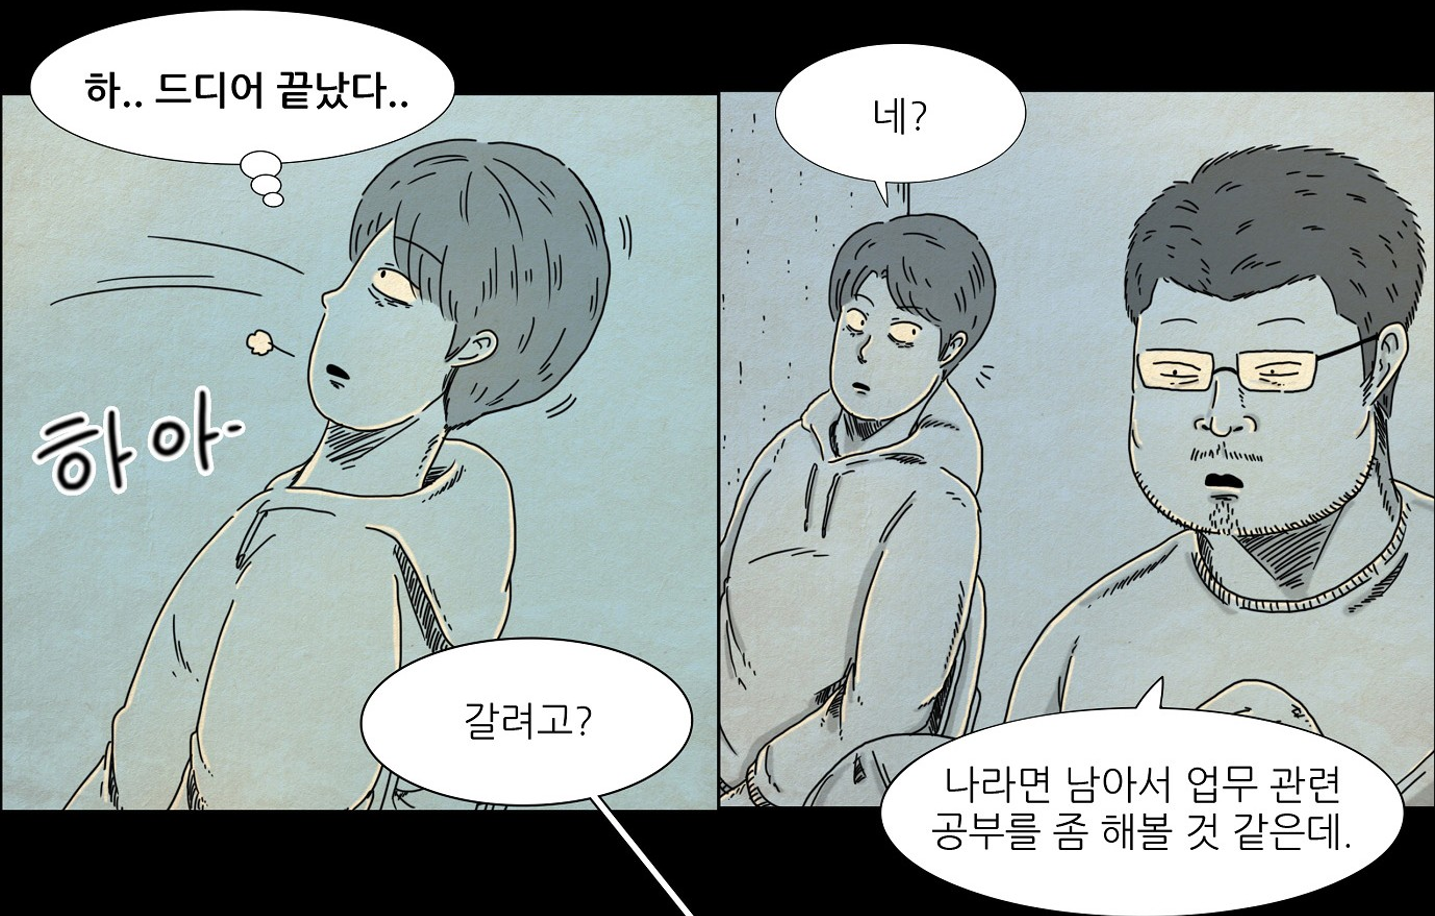 하.. 드디어 끝났다..
하아-
갈려고?
네?
나라면 남아서 업무 관련
공부를 좀 해볼 것 같은데.